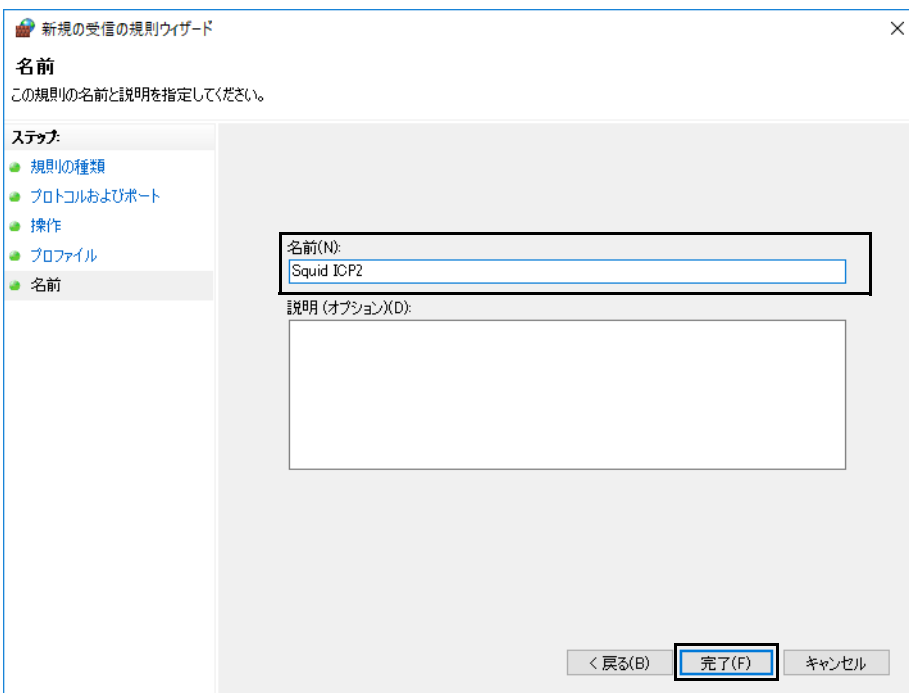 新規の受信の規則ウィザード
名前
この規則の名前と説明を指定してください。
ステップ:
規則の種類
プロトコルおよびポート
操作
プロファイル
名前
名前(N):
Squid ICP2
説明 (オプション)(D):
< 戻る(B)
完了(F)
キャンセル